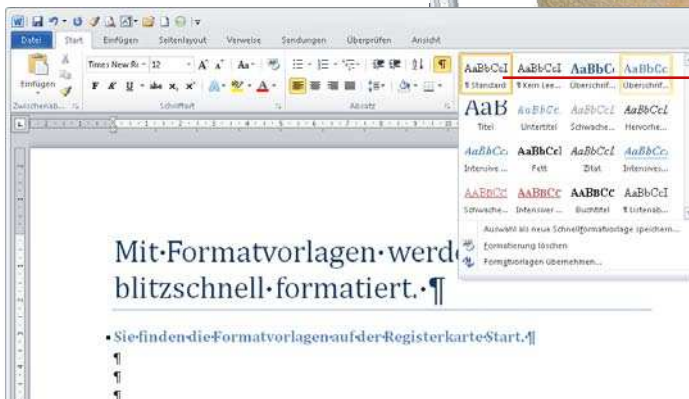 Datei Start Einfügen Seitenlayout Verweise Sendungen Überprüfen Ansicht
Einfügen
Times New Ro 12
F K U abc x₂ x²
Zwischenab... Schriftart Absatz
AaBbCcI AaBbCcI AaBbC AaBbCc
¶ Standard ¶ Kein Lee... Überschrif... Überschrif...
AaB AaBbCc. AaBbCcI AaBbCcI
Titel Untertitel Schwache... Hervorhe...
AaBbCc. AaBbCcI AaBbCcI AaBbCc.
Intensive ... Fett Zitat Intensives...
AaBbCc AaBbCc AaBbCc AaBbCcI
Schwache... Intensiver ... Buchtitel ¶ Listenab...
Auswahl als neue Schnellformatvorlage speichern...
Formatierung löschen
Formatvorlagen übernehmen...
Mit·Formatvorlagen·werd
blitzschnell·formatiert.·¶
Sie·finden·die·Formatvorlagen·auf·der·Registerkarte·Start.·¶
¶
¶
¶